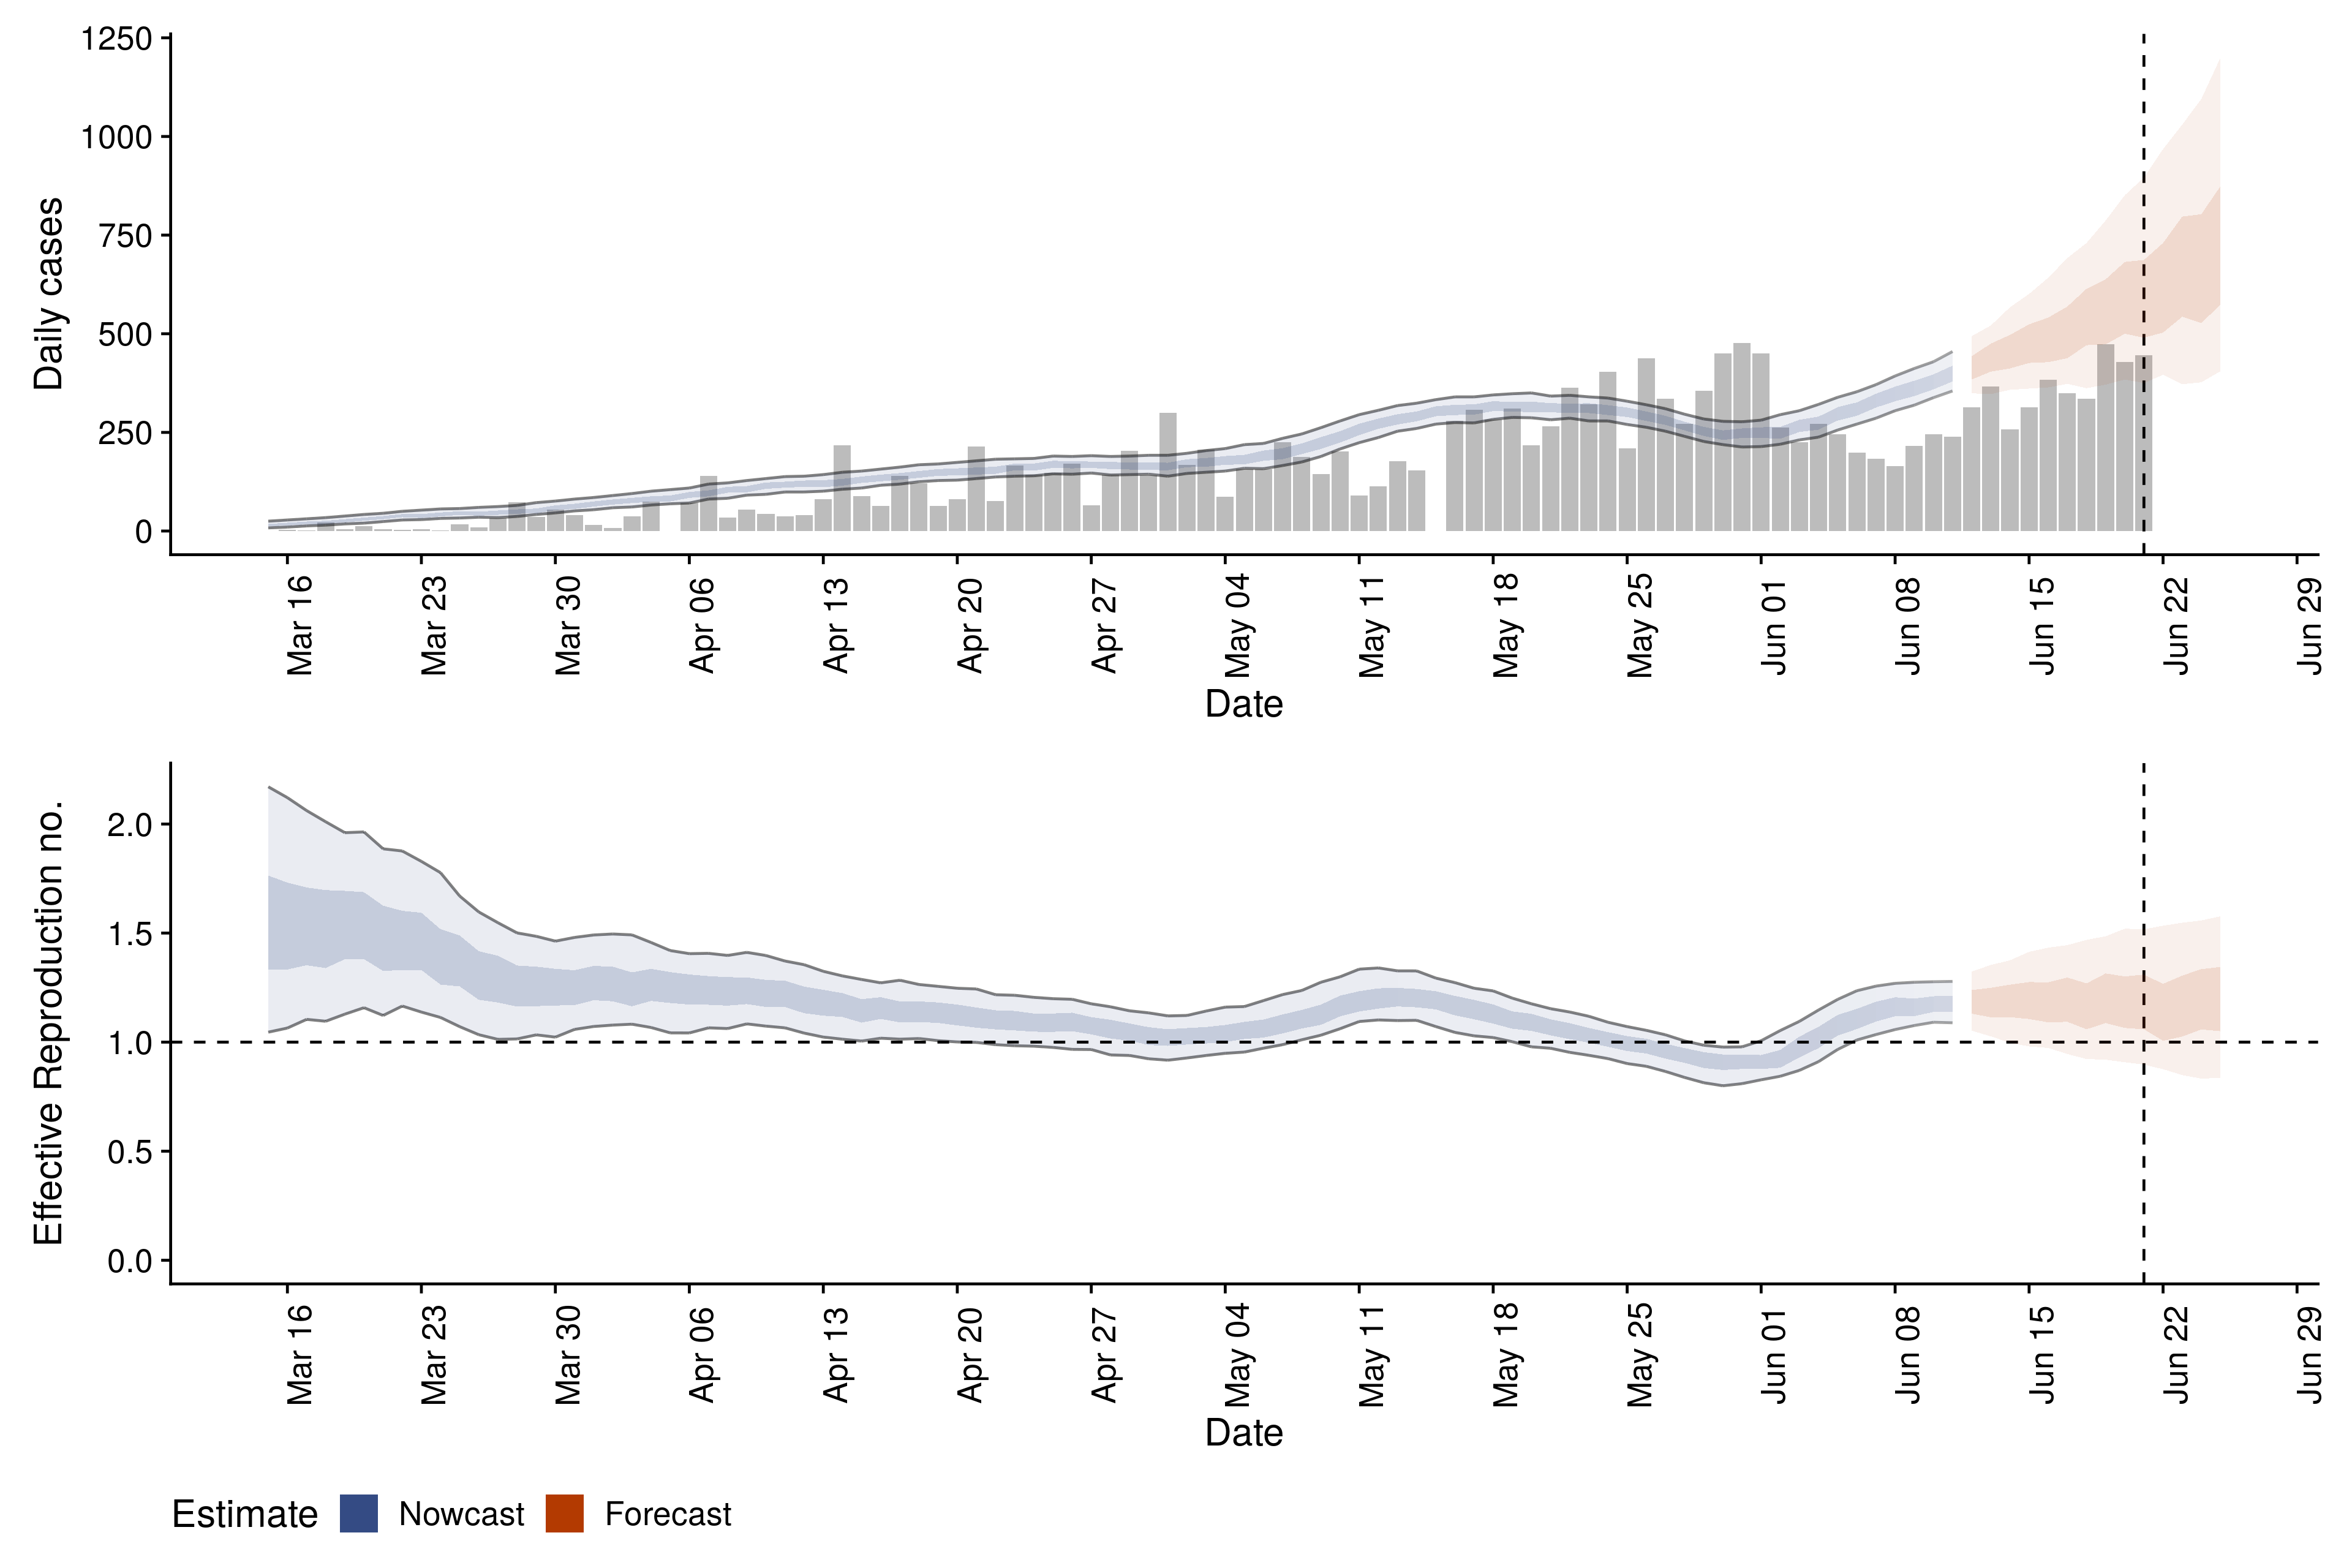 Daily cases
1250
1000
750
500
250
0
Mar 16
Mar 23
Mar 30
Apr 06
Apr 13
Apr 20
Apr 27
May 04
May 11
May 18
May 25
Jun 01
Jun 08
Jun 15
Jun 22
Jun 29
Date
Effective Reproduction no.
2.0
1.5
1.0
0.5
0.0
Mar 16
Mar 23
Mar 30
Apr 06
Apr 13
Apr 20
Apr 27
May 04
May 11
May 18
May 25
Jun 01
Jun 08
Jun 15
Jun 22
Jun 29
Date
Estimate Nowcast Forecast